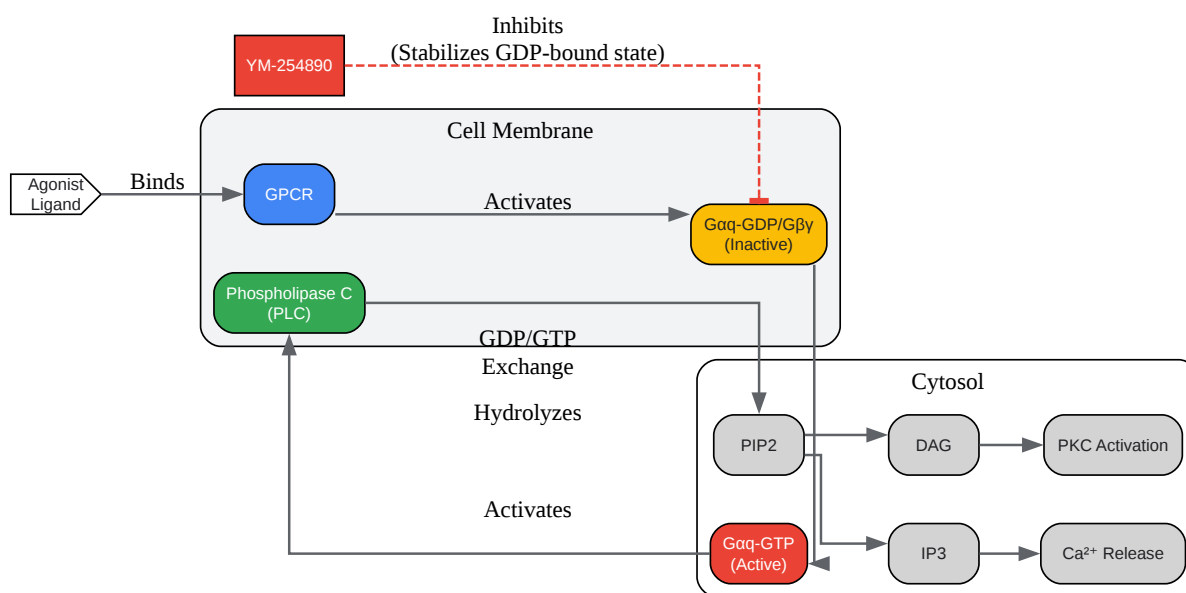 Inhibits
(Stabilizes GDP-bound state)
YM-254890
Cell Membrane
Agonist
Ligand
Binds
GPCR
Activates
Gαq-GDP/Gβγ
(Inactive)
Phospholipase C
(PLC)
GDP/GTP
Exchange
Hydrolyzes
Cytosol
PIP2
DAG
PKC Activation
Activates
Gαq-GTP
(Active)
IP3
Ca²⁺ Release